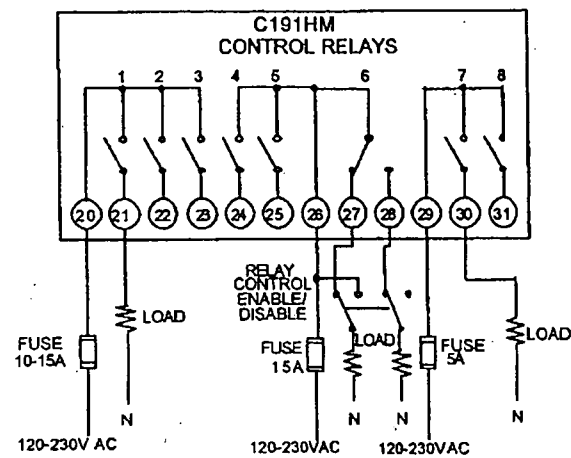 C191HM
CONTROL RELAYS
1 2 3 4 5 6 7 8
20 21 22 23 24 25 26 27 28 29 30 31
RELAY
CONTROL
ENABLE/
DISABLE
LOAD
FUSE
10-15A
FUSE
15A
LOAD
FUSE
5A
LOAD
N
N
N
N
120-230V AC
120-230VAC
120-230VAC